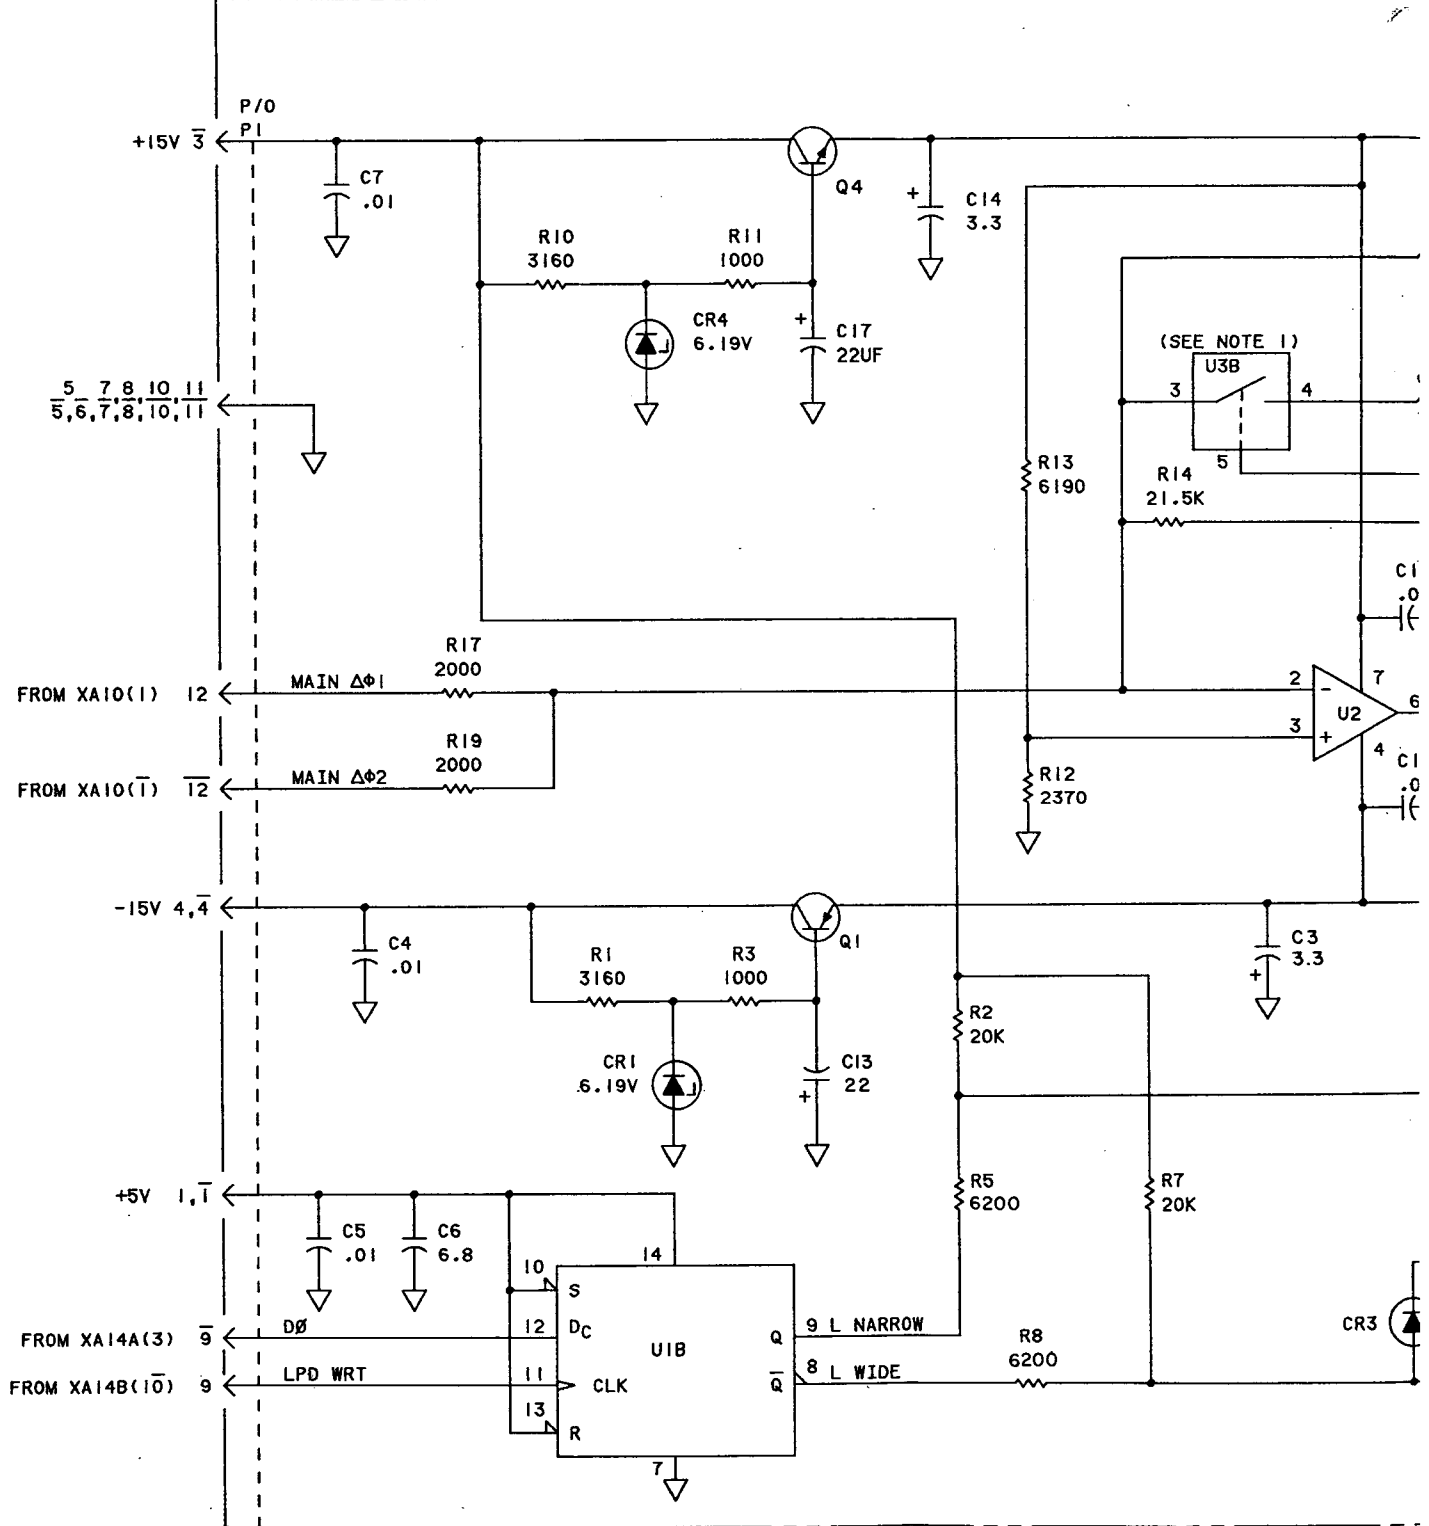 P/O
P1
+15V 3̅
C7
.01
Q4
+
C14
3.3
R10
3160
R11
1000
CR4
6.19V
+
C17
22UF
(SEE NOTE 1)
U3B
3
4
5
5̅ 7̅,8̅ 10̅,11̅
5,6,7,8,10,11
R13
6190
R14
21.5K
R17
2000
FROM XA10(1) 12
MAIN ΔΦ1
2
-
7
U2
6
R19
2000
3
+
4
FROM XA10(1̅) 1̅2̅
MAIN ΔΦ2
R12
2370
-15V 4,4̅
C4
.01
Q1
R1
3160
R3
1000
C3
3.3
+
R2
20K
CR1
6.19V
C13
22
+
+5V 1,1̅
C5
.01
C6
6.8
R5
6200
R7
20K
14
10
S
FROM XA14A(3) 9̅
DØ
12
DC
U1B
Q
9 L NARROW
R8
6200
CR3
FROM XA14B(10̅) 9
LPD WRT
11
CLK
Q̅
8 L WIDE
13
R
7